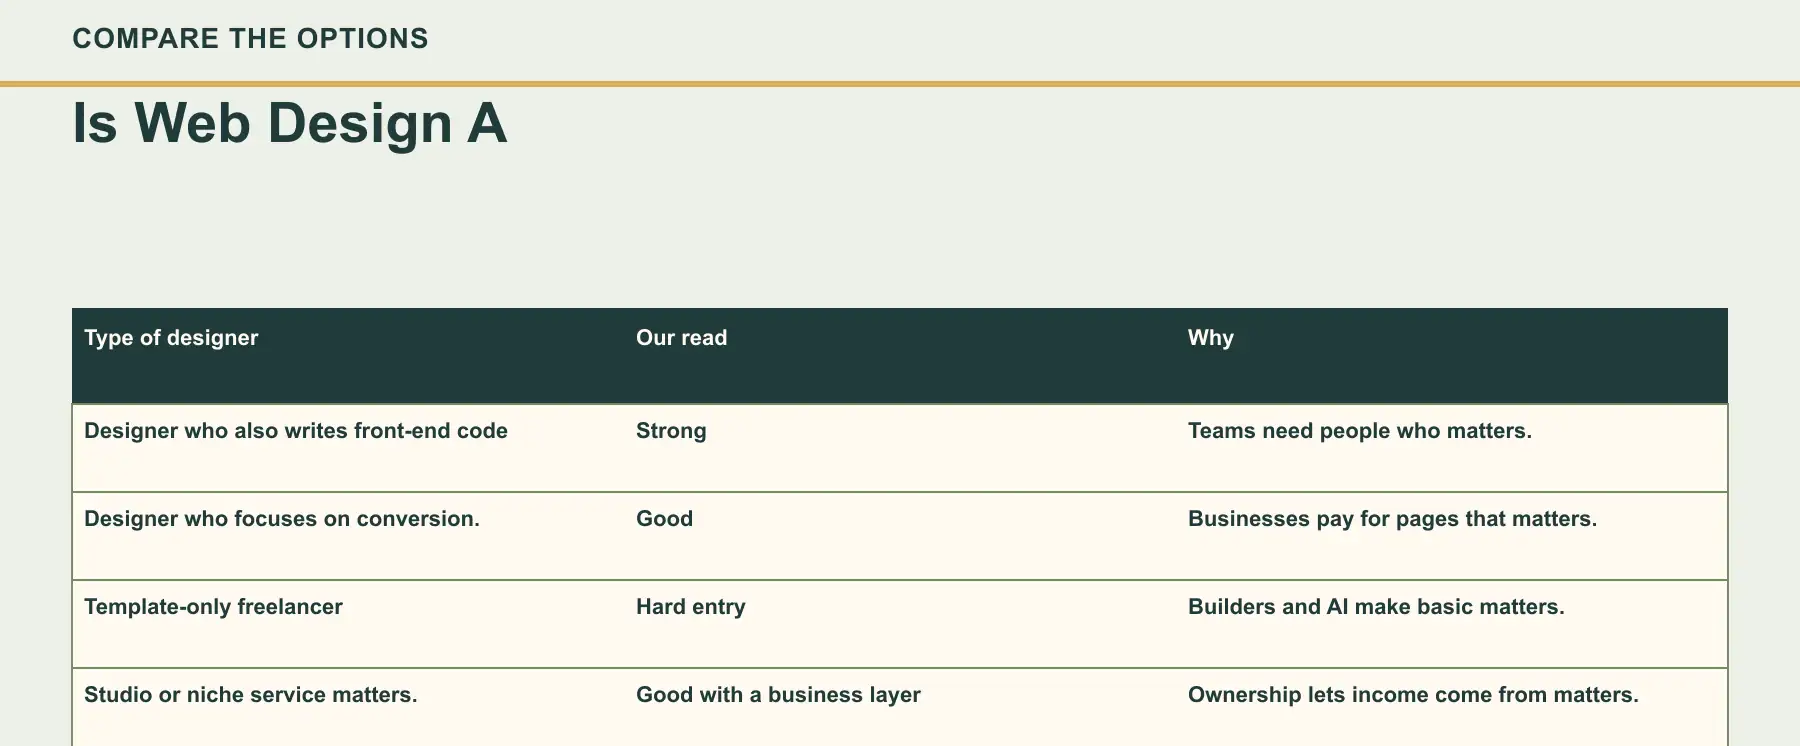 COMPARE THE OPTIONS
Is Web Design A
Type of designer Our read Why
Designer who also writes front-end code Strong Teams need people who matters.
Designer who focuses on conversion. Good Businesses pay for pages that matters.
Template-only freelancer Hard entry Builders and AI make basic matters.
Studio or niche service matters. Good with a business layer Ownership lets income come from matters.